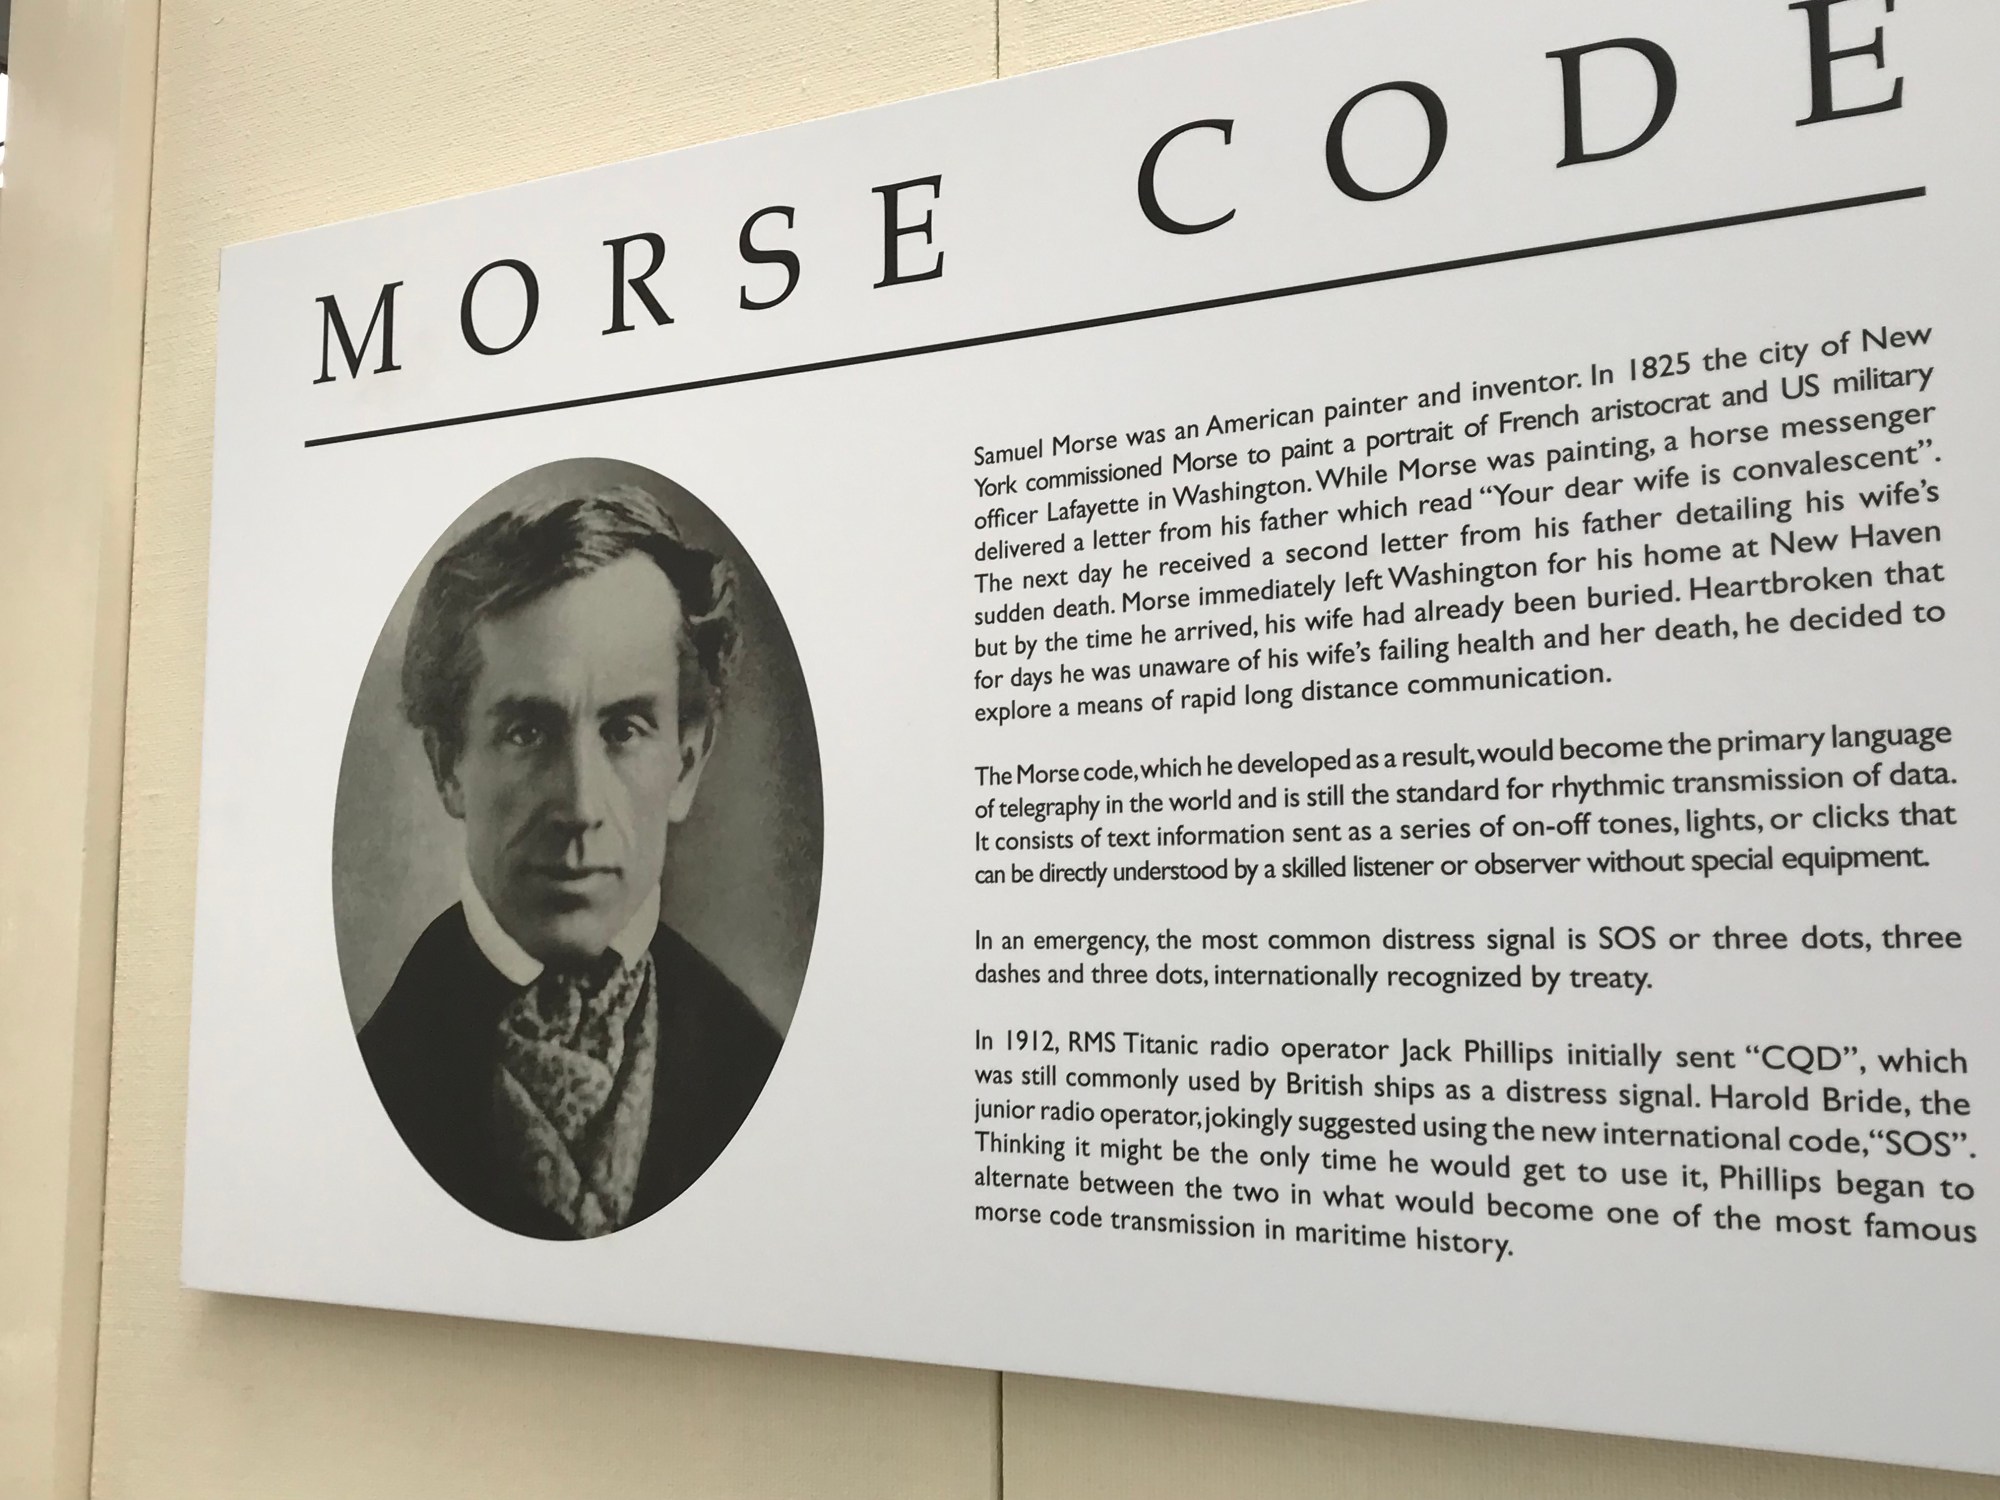 MORSE CODE
Samuel Morse was an American painter and inventor. In 1825 the city of New
York commissioned Morse to paint a portrait of French aristocrat and US military
officer Lafayette in Washington. While Morse was painting, a horse messenger
delivered a letter from his father which read “Your dear wife is convalescent”.
The next day he received a second letter from his father detailing his wife’s
sudden death. Morse immediately left Washington for his home at New Haven
but by the time he arrived, his wife had already been buried. Heartbroken that
for days he was unaware of his wife’s failing health and her death, he decided to
explore a means of rapid long distance communication.
The Morse code, which he developed as a result, would become the primary language
of telegraphy in the world and is still the standard for rhythmic transmission of data.
It consists of text information sent as a series of on-off tones, lights, or clicks that
can be directly understood by a skilled listener or observer without special equipment.
In an emergency, the most common distress signal is SOS or three dots, three
dashes and three dots, internationally recognized by treaty.
In 1912, RMS Titanic radio operator Jack Phillips initially sent “CQD”, which
was still commonly used by British ships as a distress signal. Harold Bride, the
junior radio operator, jokingly suggested using the new international code, “SOS”.
Thinking it might be the only time he would get to use it, Phillips began to
alternate between the two in what would become one of the most famous
morse code transmission in maritime history.